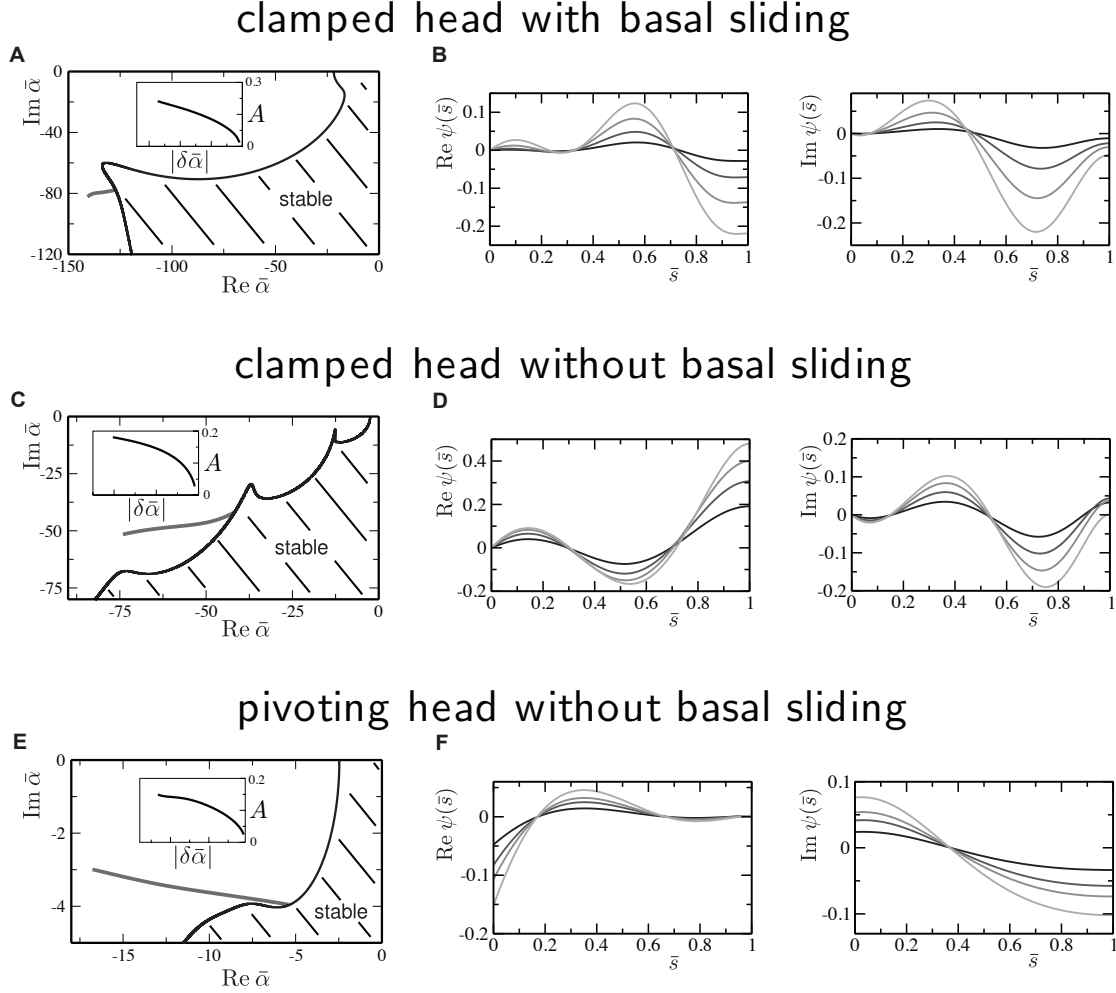 clamped head with basal sliding
A
B
Im ᾱ
0
-40
-80
-120
-150
-100
-50
0
Re ᾱ
0.3
A
0
|δᾱ|
stable
Re ψ(s̄)
0.1
0
-0.1
-0.2
0
0.2
0.4
0.6
0.8
1
s̄
Im ψ(s̄)
0.1
0
-0.1
-0.2
0
0.2
0.4
0.6
0.8
1
s̄
clamped head without basal sliding
C
D
Im ᾱ
0
-25
-50
-75
-75
-50
-25
0
Re ᾱ
0.2
A
0
|δᾱ|
stable
Re ψ(s̄)
0.4
0.2
0
0.2
0
0.2
0.4
0.6
0.8
1
s̄
Im ψ(s̄)
0.2
0.1
0
-0.1
-0.2
0
0.2
0.4
0.6
0.8
1
s̄
pivoting head without basal sliding
E
F
Im ᾱ
0
-2
-4
-15
-10
-5
Re ᾱ
0.2
A
0
|δᾱ|
stable
Re ψ(s̄)
0
-0.1
-0.2
0
0.2
0.4
0.6
0.8
1
s̄
Im ψ(s̄)
0.1
0
-0.1
0
0.2
0.4
0.6
0.8
1
s̄